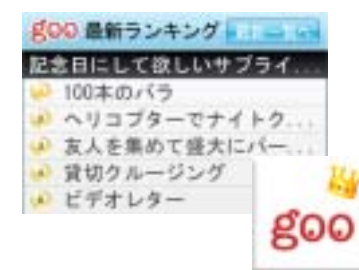 goo 最新ランキング
記念日にして欲しいサプライ...
100本のバラ
ヘリコプターでナイトク...
友人を集めて盛大にパー...
貸切クルージング
ビデオレター
goo